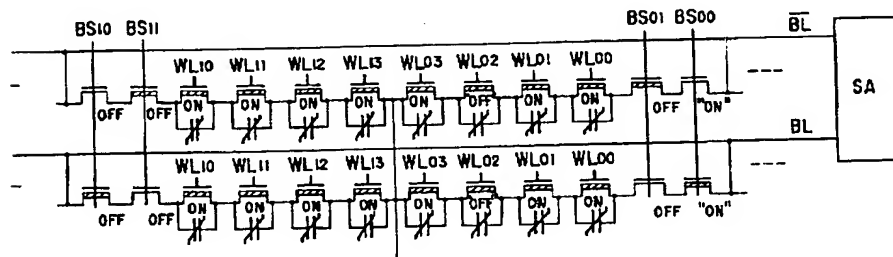 BS10 BS11 BS01 BS00 BL
WL10 WL11 WL12 WL13 WL03 WL02 WL01 WL00 SA
ON ON ON ON ON OFF ON ON
OFF OFF OFF "ON"
BL
WL10 WL11 WL12 WL13 WL03 WL02 WL01 WL00
ON ON ON ON ON OFF ON ON
OFF OFF OFF "ON"